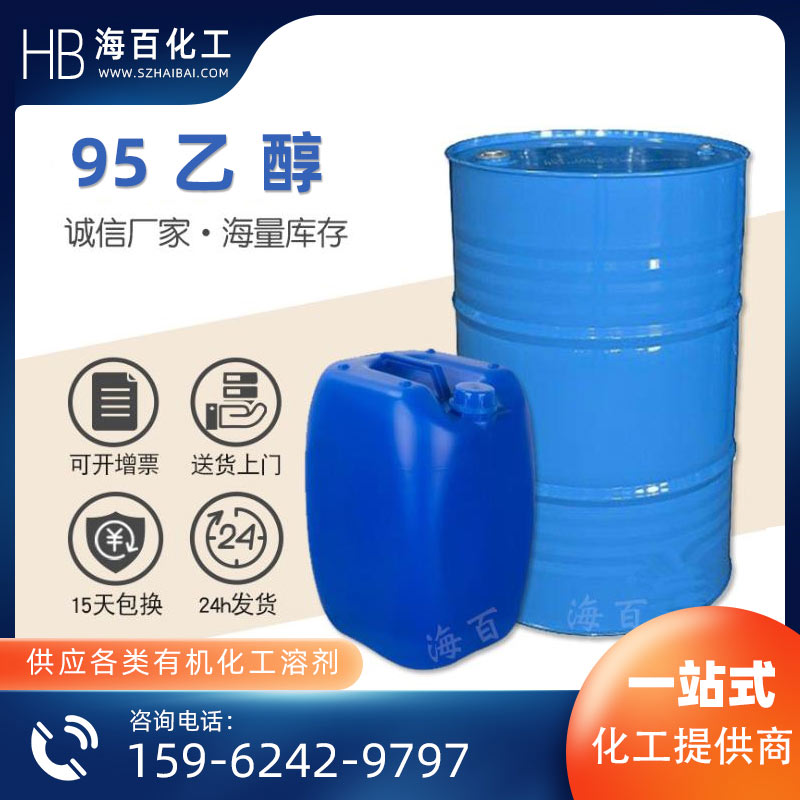 HB 海百化工
WWW.SZHAIBAI.COM
95 乙 醇
诚信厂家·海量库存
可开增票
送货上门
¥
24
15天包换
24h发货
海百
海百
供应各类有机化工溶剂
咨询电话：
159-6242-9797
一站式
化工提供商